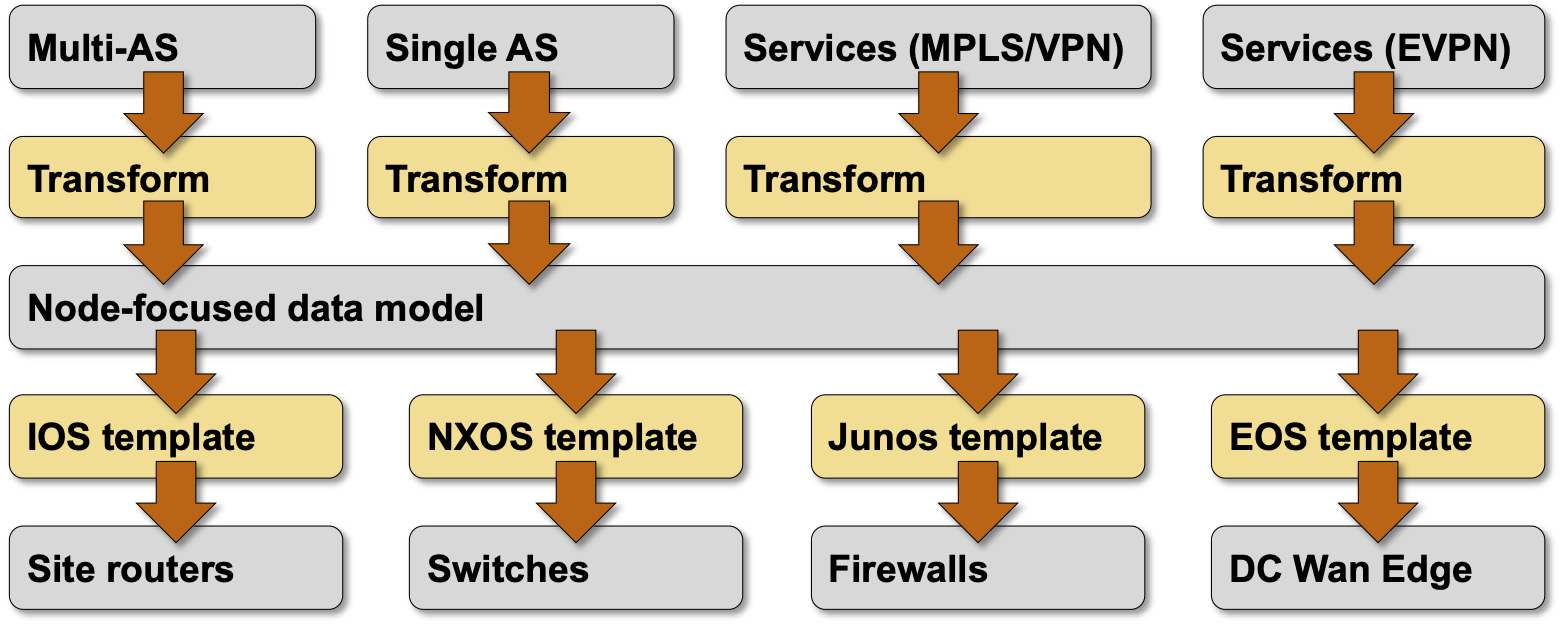 Multi-AS
Single AS
Services (MPLS/VPN)
Services (EVPN)
Transform
Transform
Transform
Transform
Node-focused data model
IOS template
NXOS template
Junos template
EOS template
Site routers
Switches
Firewalls
DC Wan Edge